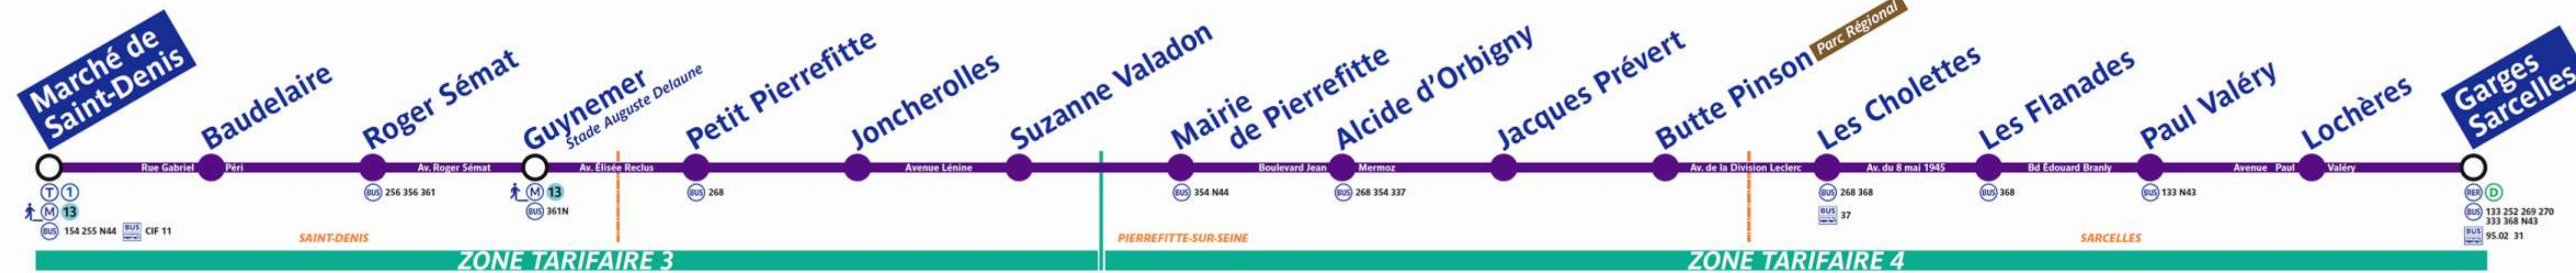 Marché de
Saint-Denis
Baudelaire
Roger Sémat
Guynemer
Stade Auguste Delaune
Petit Pierrefitte
Joncherolles
Suzanne Valadon
Mairie
de Pierrefitte
Alcide d'Orbigny
Jacques Prévert
Butte Pinson
Parc Régional
Les Cholettes
Les Flanades
Paul Valéry
Lochères
Garges
Sarcelles
Rue Gabriel Péri
Av. Roger Sémat
Av. Élisée Reclus
Avenue Lénine
Boulevard Jean Mermoz
Av. de la Division Leclerc
Av. du 8 mai 1945
Bd Édouard Branly
Avenue Paul Valéry
T 1
M 13
BUS 154 255 N44 BUS CIF 11
BUS 256 356 361
M 13
BUS 361N
BUS 268
BUS 354 N44
BUS 268 354 337
BUS 268 368
BUS 37
BUS 368
BUS 133 N43
RER D
BUS 133 252 269 270
333 368 N43
BUS 95.02 31
SAINT-DENIS
PIERREFITTE-SUR-SEINE
SARCELLES
ZONE TARIFAIRE 3
ZONE TARIFAIRE 4